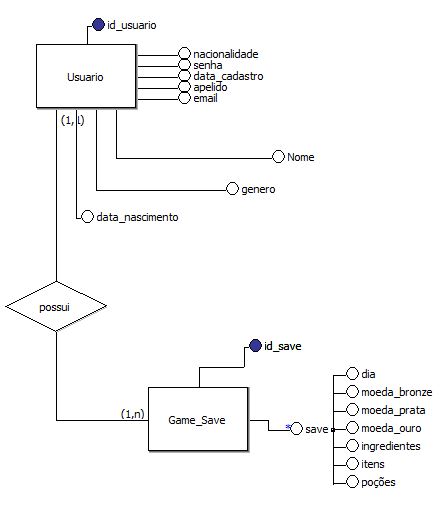 id_usuario
nacionalidade
senha
Usuario
data_cadastro
apelido
email
(1,1)
Nome
genero
data_nascimento
possui
id_save
dia
moeda_bronze
moeda_prata
(1,n)
Game_Save
* save
moeda_ouro
ingredientes
itens
poções